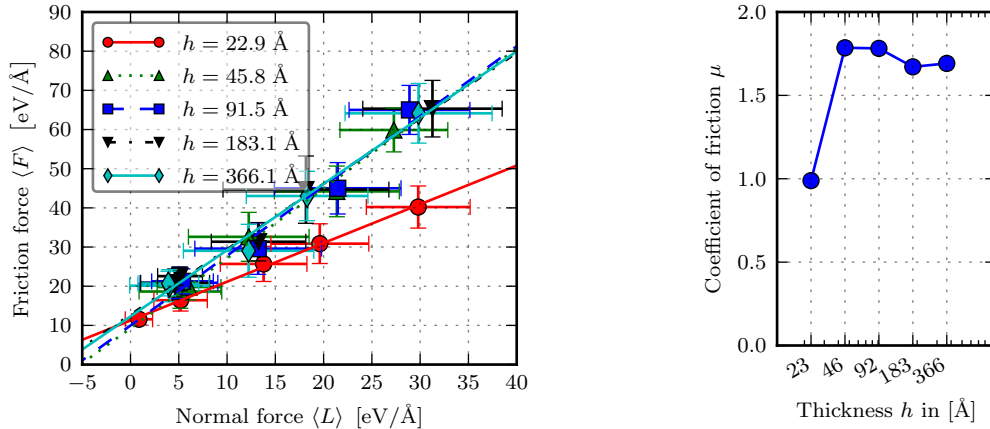 90
80
70
60
50
40
30
20
10
0
Friction force ⟨F⟩ [eV/Å]
h = 22.9 Å
h = 45.8 Å
h = 91.5 Å
h = 183.1 Å
h = 366.1 Å
−5 0 5 10 15 20 25 30 35 40
Normal force ⟨L⟩ [eV/Å]
2.0
1.5
1.0
0.5
0.0
Coefficient of friction μ
23 46 92 183 366
Thickness h in [Å]